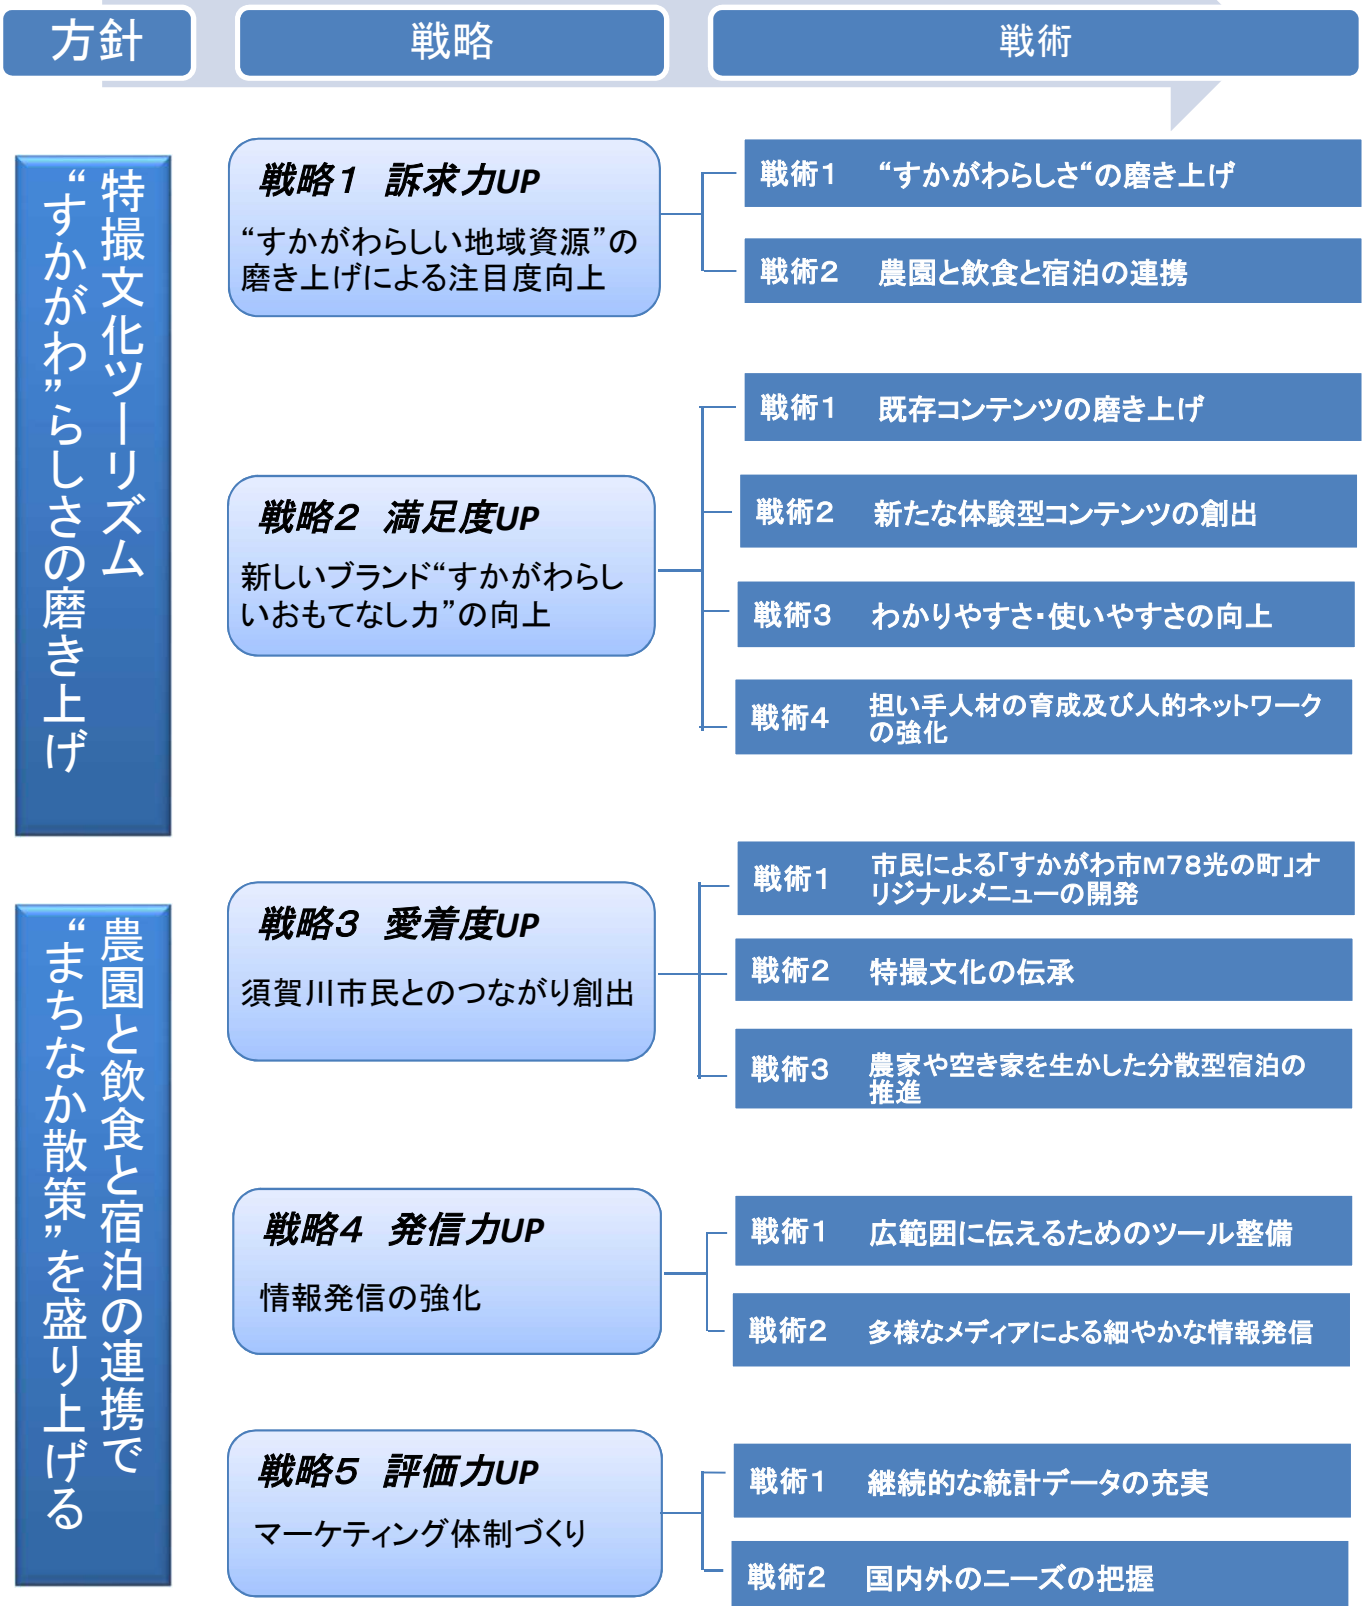 方針
戦略
戦術
特撮文化ツーリズム
“すかがわ”らしさの磨き上げ
農園と飲食と宿泊の連携で
“まちなか散策”を盛り上げる
戦略1 訴求力UP
“すかがわらしい地域資源”の
磨き上げによる注目度向上
戦術1 “すかがわらしさ“の磨き上げ
戦術2 農園と飲食と宿泊の連携
戦略2 満足度UP
新しいブランド“すかがわらし
いおもてなし力”の向上
戦術1 既存コンテンツの磨き上げ
戦術2 新たな体験型コンテンツの創出
戦術3 わかりやすさ・使いやすさの向上
戦術4 担い手人材の育成及び人的ネットワーク
の強化
戦略3 愛着度UP
須賀川市民とのつながり創出
戦術1 市民による「すかがわ市M78光の町」オ
リジナルメニューの開発
戦術2 特撮文化の伝承
戦術3 農家や空き家を生かした分散型宿泊の
推進
戦略4 発信力UP
情報発信の強化
戦術1 広範囲に伝えるためのツール整備
戦術2 多様なメディアによる細やかな情報発信
戦略5 評価力UP
マーケティング体制づくり
戦術1 継続的な統計データの充実
戦術2 国内外のニーズの把握